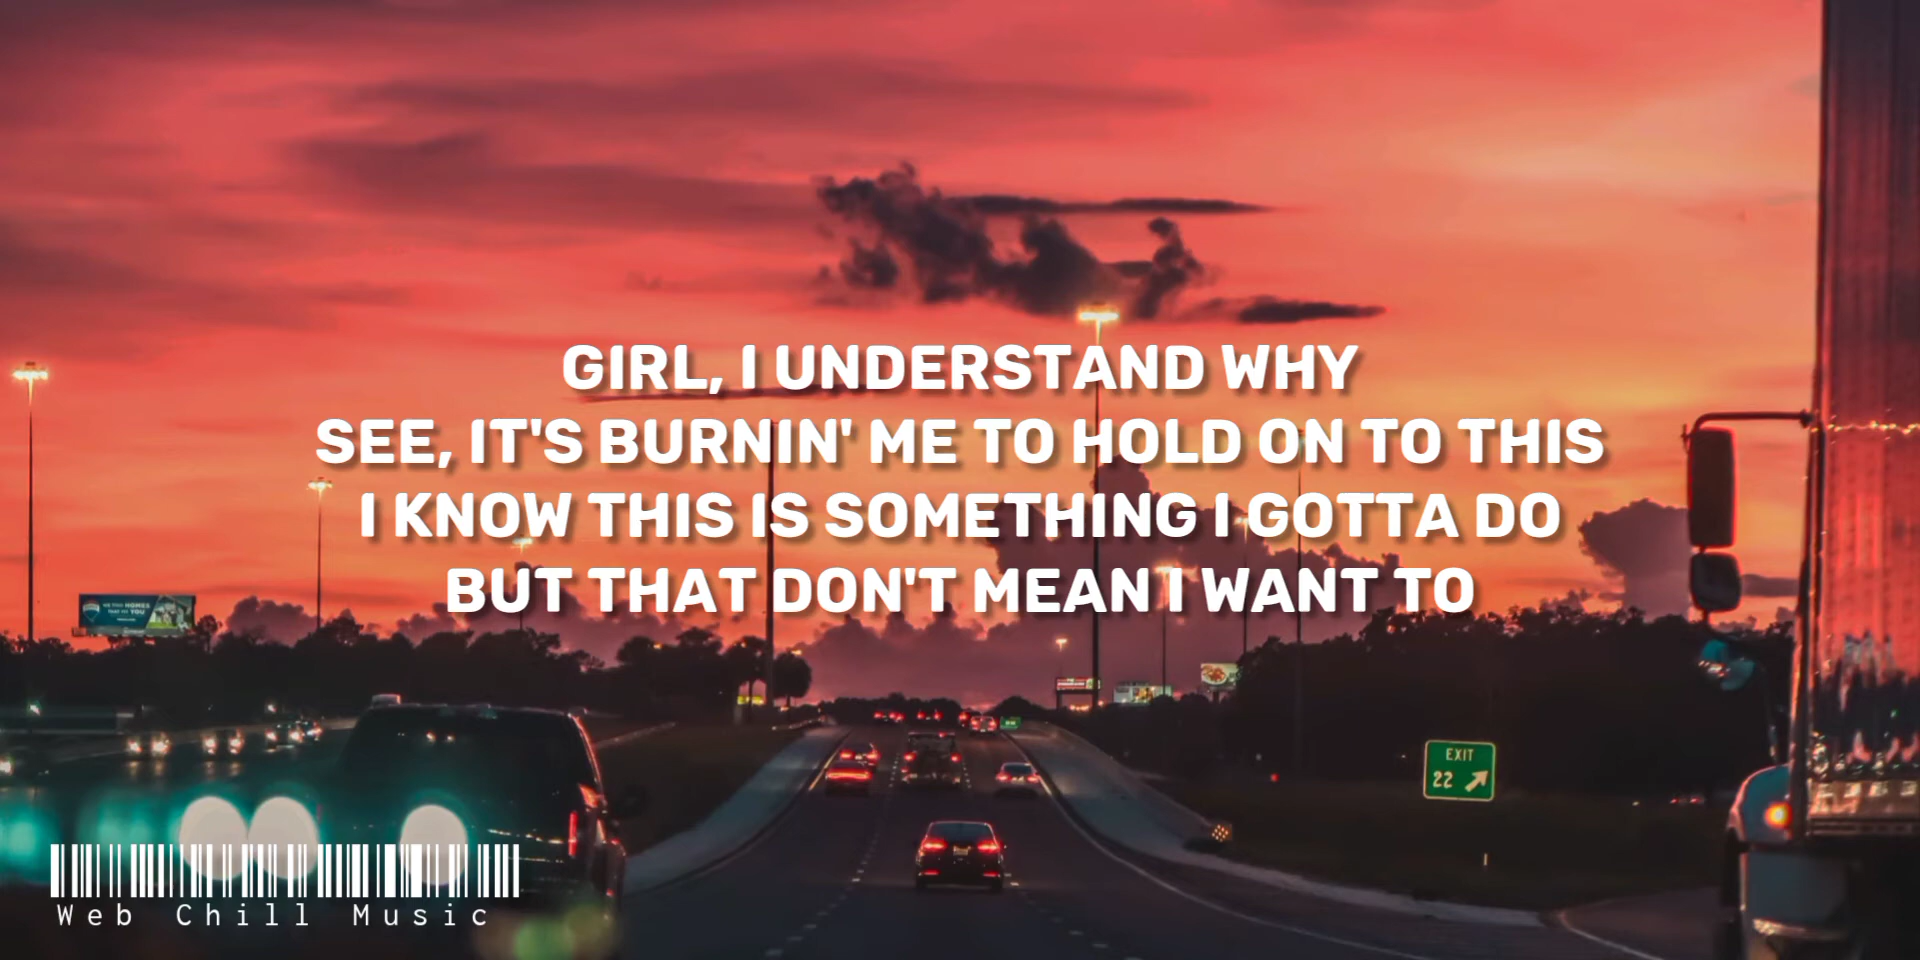 GIRL, I UNDERSTAND WHY
SEE, IT'S BURNIN' ME TO HOLD ON TO THIS
I KNOW THIS IS SOMETHING I GOTTA DO
BUT THAT DON'T MEAN I WANT TO
EXIT
22
Web Chill Music